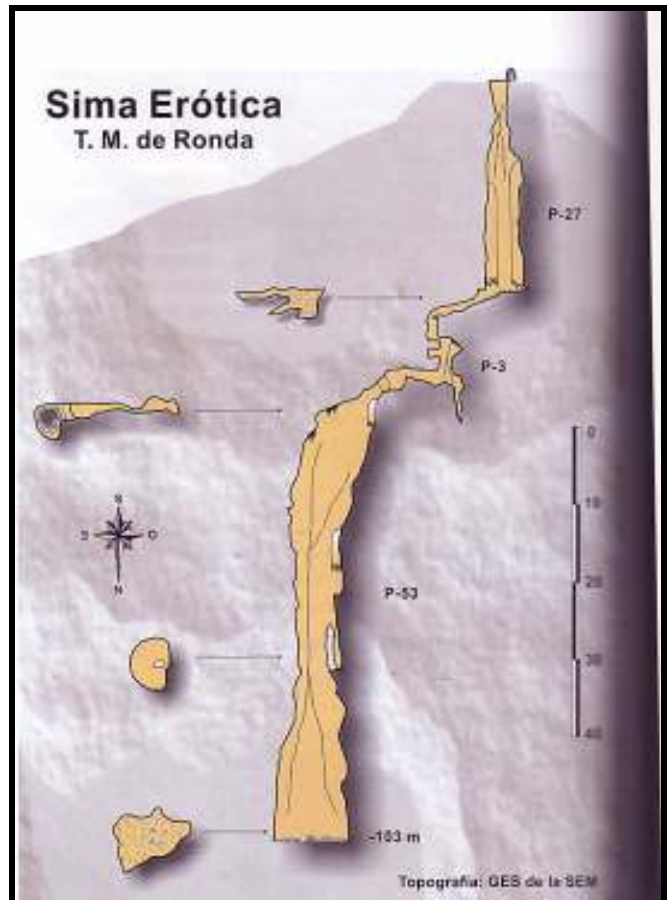 Sima Erótica
T. M. de Ronda
P-27
P-3
0
10
S
O
N
20
P-53
30
40
-103 m
Topografía: GES de la SEM